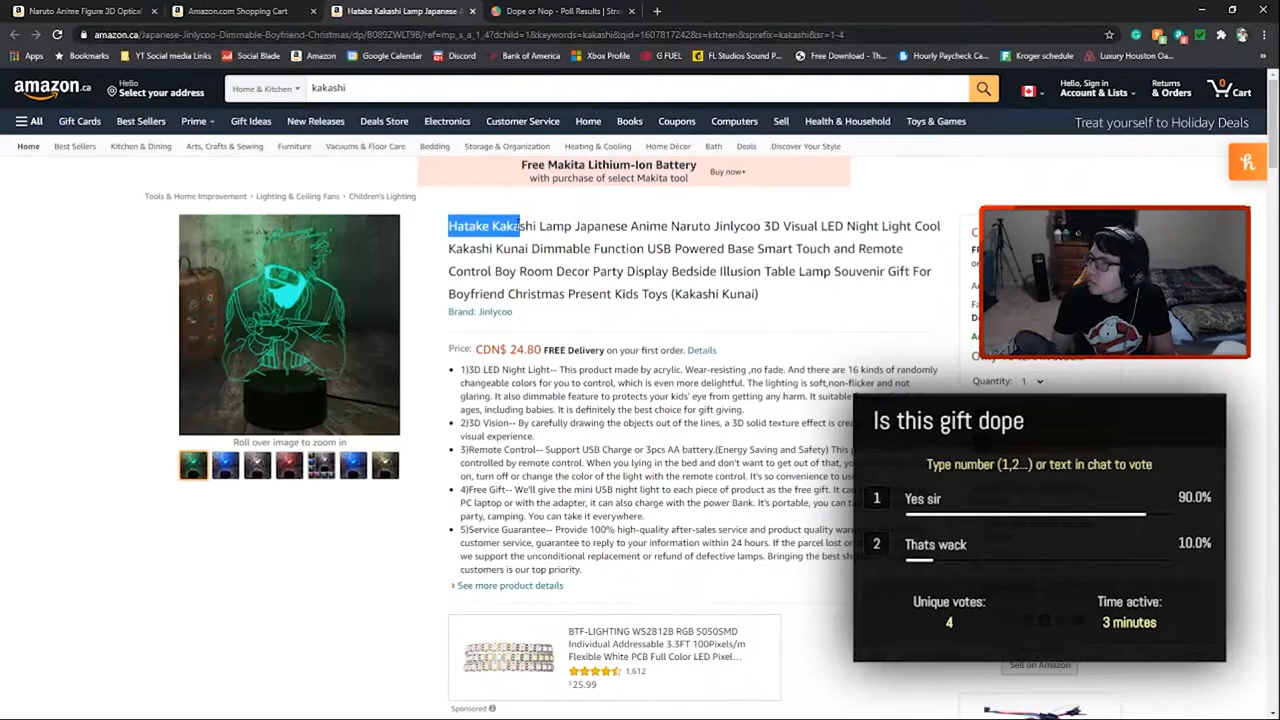 Naruto Anime Figure 3D Optical
Amazon.com Shopping Cart
Hatake Kakashi Lamp Japanese A
Dope or Nop - Poll Results | Str
amazon.ca/Japanese-Jinlycoo-Dimmable-Boyfriend-Christmas/dp/B089ZWLT9B/ref=mp_s_a_1_4?dchild=1&keywords=kakashi&qid=1607817242&s=kitchen&sprefix=kakashi&sr=1-4
Apps Bookmarks YT Social Media Links Social Blade Amazon Google Calendar Discord Bank of America Xbox Profile G FUEL FL Studios Sound P... Free Download - Th... Hourly Paycheck Ca... Kroger schedule Luxury Houston Oa...
amazon.ca
Hello
Select your address
Home & Kitchen
kakashi
Hello, Sign in
Account & Lists
Returns
& Orders
0
Cart
All Gift Cards Best Sellers Prime Gift Ideas New Releases Deals Store Electronics Customer Service Home Books Coupons Computers Sell Health & Household Toys & Games
Treat yourself to Holiday Deals
Home Best Sellers Kitchen & Dining Arts, Crafts & Sewing Furniture Vacuums & Floor Care Bedding Storage & Organization Heating & Cooling Home Décor Bath Deals Discover Your Style
Free Makita Lithium-Ion Battery
with purchase of select Makita tool
Buy now
Tools & Home Improvement › Lighting & Ceiling Fans › Children's Lighting
Hatake Kakashi Lamp Japanese Anime Naruto Jinlycoo 3D Visual LED Night Light Cool
Kakashi Kunai Dimmable Function USB Powered Base Smart Touch and Remote
Control Boy Room Decor Party Display Bedside Illusion Table Lamp Souvenir Gift For
Boyfriend Christmas Present Kids Toys (Kakashi Kunai)
Brand: Jinlycoo
Price: CDN$ 24.80 FREE Delivery on your first order. Details
1)3D LED Night Light-- This product made by acrylic. Wear-resisting ,no fade. And there are 16 kinds of randomly
changeable colors for you to control, which is even more delightful. The lighting is soft,non-flicker and not
glaring. It also dimmable feature to protects your kids' eye from getting any harm. It suitable
ages, including babies. It is definitely the best choice for gift giving.
2)3D Vision-- By carefully drawing the objects out of the lines, a 3D solid texture effect is
visual experience.
3)Remote Control-- Support USB Charge or 3pcs AA battery.(Energy Saving and Safety) This
controlled by remote control. When you lying in the bed and don't want to get out of that,
on, turn off or change the light color with the remote control. It's so convenience to use
4)Free Gift-- We'll give the mini USB night light to each piece of product as the free gift. It
PC laptop or with the adapter, it can also charge with the power Bank. It's portable, you can
party, camping. You can take it everywhere.
5)Service Guarantee-- Provide 100% high-quality after-sales service and product quality
customer service, guarantee to reply to your information within 24 hours. If the parcel lost or
we support the unconditional replacement or refund of defective lamps. Bringing the best
customers is our top priority.
› See more product details
Roll over image to zoom in
Quantity: 1
Is this gift dope
Type number (1,2...) or text in chat to vote
1 Yes sir 90.0%
2 Thats wack 10.0%
Unique votes: Time active:
4 3 minutes
BTF-LIGHTING WS2812B RGB 5050SMD
Individual Addressable 3.3FT 100Pixels/m
Flexible White PCB Full Color LED Pixel...
1,612
$25.99
Sponsored
Sell on Amazon